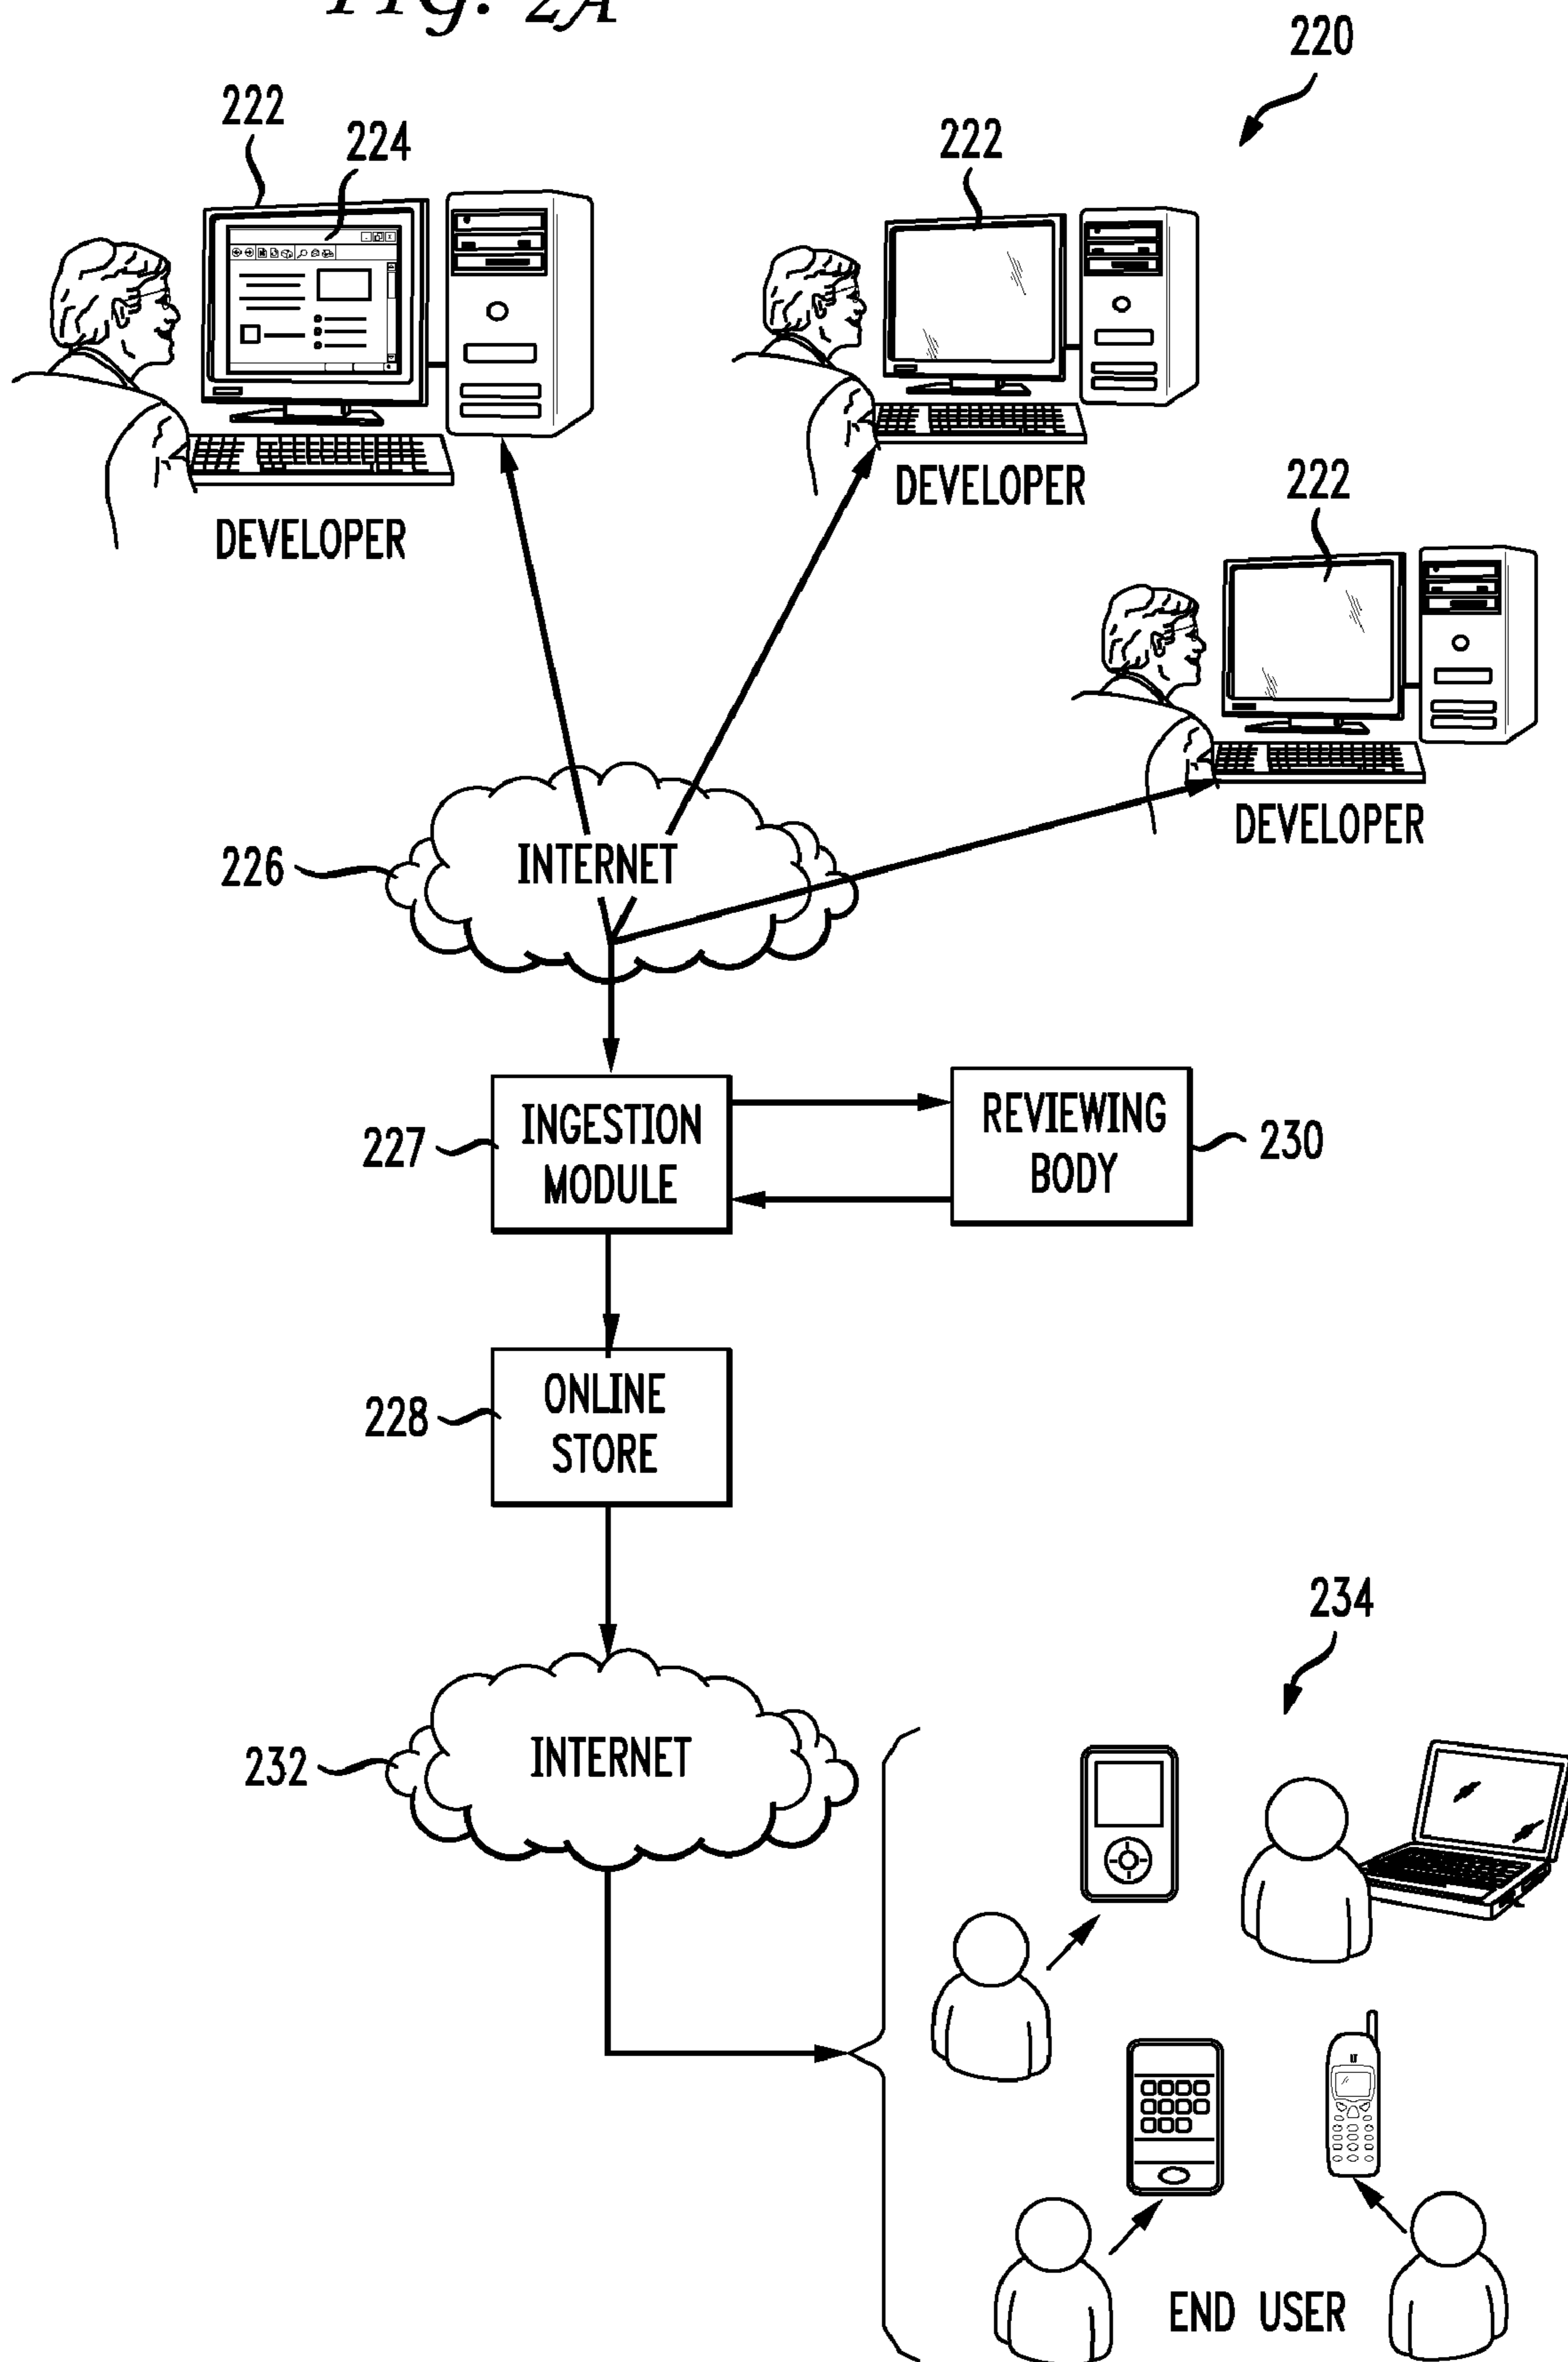 FIG. 2A
220
222
224
222
DEVELOPER
222
DEVELOPER
DEVELOPER
226
INTERNET
227
INGESTION
MODULE
REVIEWING
BODY
230
228
ONLINE
STORE
234
232
INTERNET
END USER